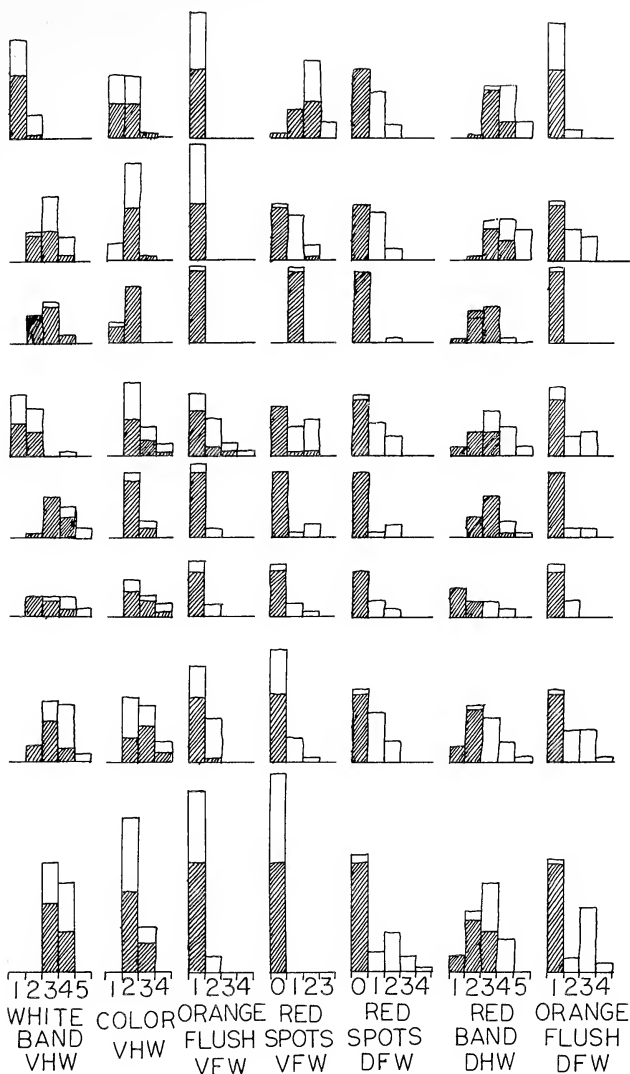 12345 1234 1234 0123 01234 12345 1234
WHITE BAND VHW
COLOR VHW
ORANGE FLUSH VFW
RED SPOTS VFW
RED SPOTS DFW
RED BAND DHW
ORANGE FLUSH DFW